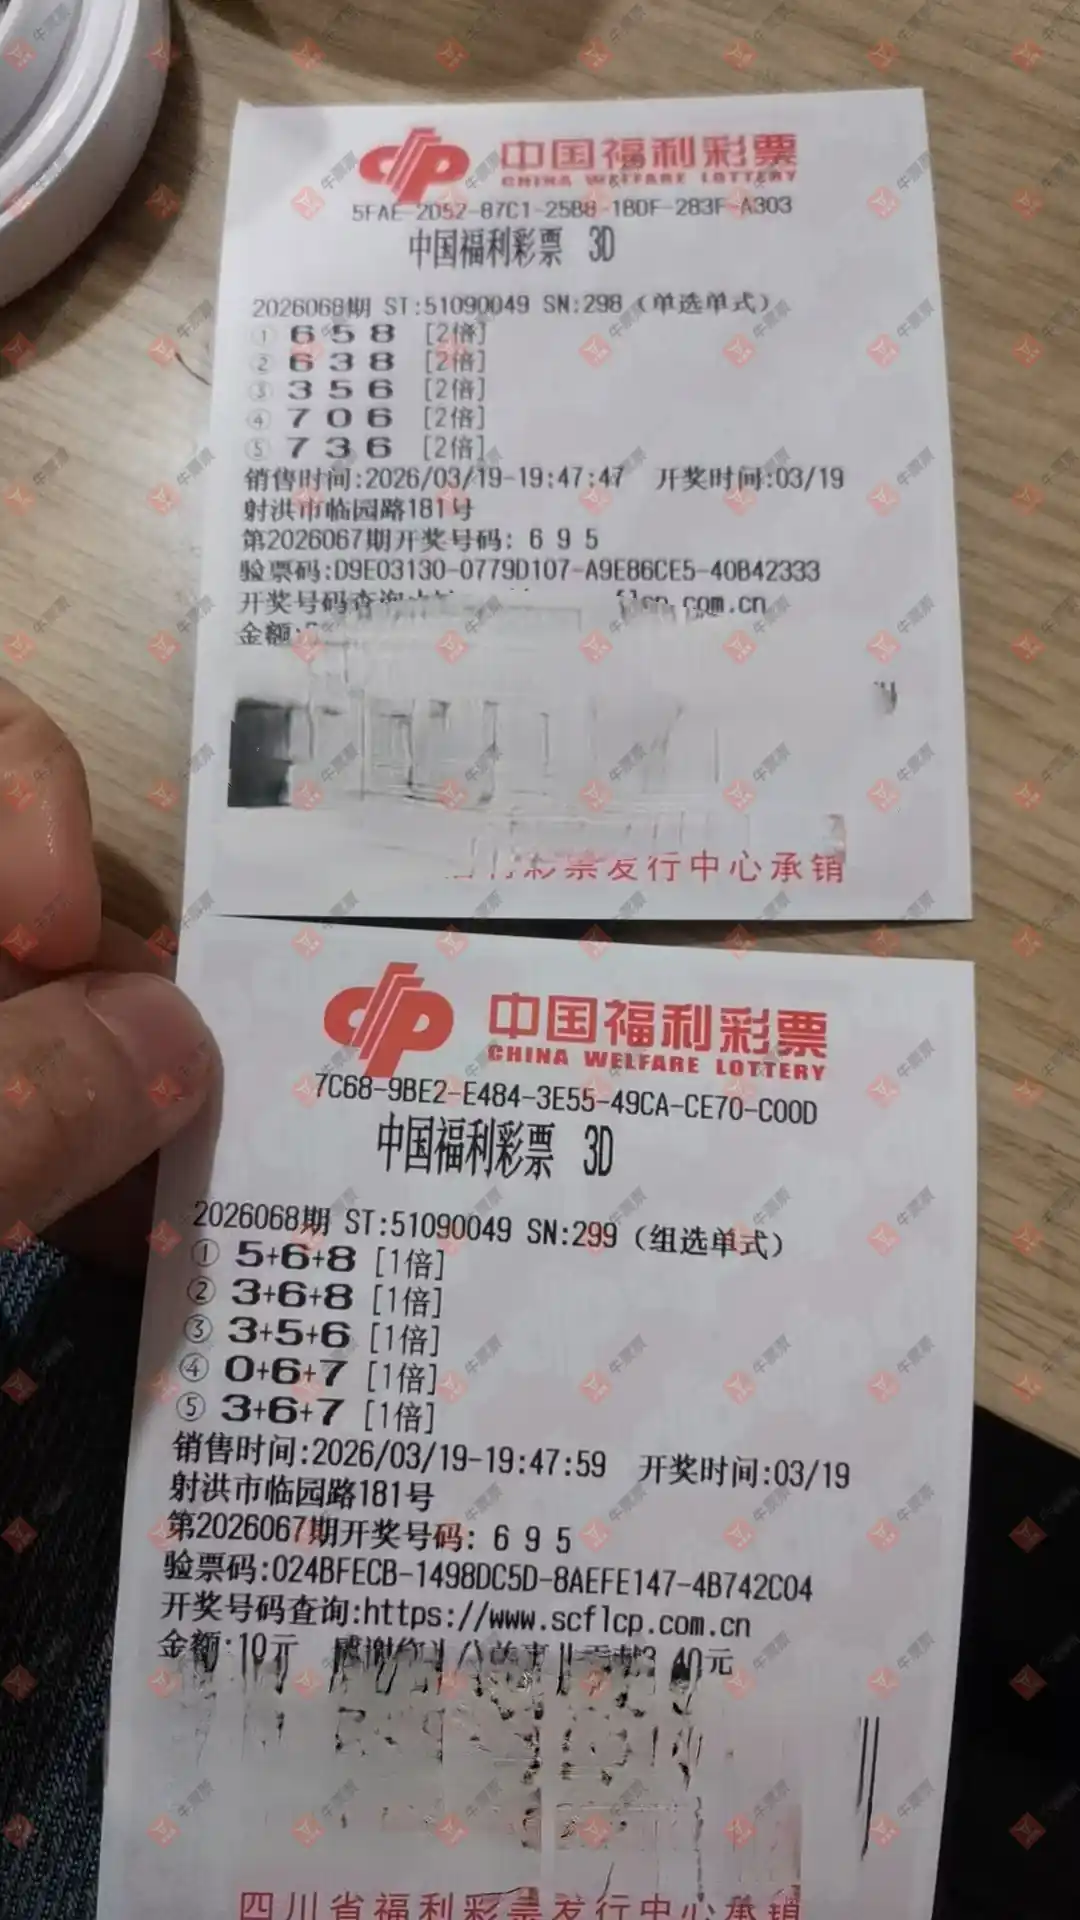 中国福利彩票
CHINA WELFARE LOTTERY
5FAE-2D52-87C1-25B8-1BDF-283F-A303
中国福利彩票 3D
2026068期 ST:51090049 SN:298 (单选单式)
① 6 5 8 [2倍]
② 6 3 8 [2倍]
③ 3 5 6 [2倍]
④ 7 0 6 [2倍]
⑤ 7 3 6 [2倍]
销售时间:2026/03/19-19:47:47 开奖时间:03/19
射洪市临园路181号
第2026067期开奖号码: 6 9 5
验票码:D9E03130-0779D107-A9E86CE5-40B42333
开奖号码查询 flcp.com.cn
金额:
彩票发行中心承销
中国福利彩票
CHINA WELFARE LOTTERY
7C68-9BE2-E484-3E55-49CA-CE70-C00D
中国福利彩票 3D
2026068期 ST:51090049 SN:299 (组选单式)
① 5+6+8 [1倍]
② 3+6+8 [1倍]
③ 3+5+6 [1倍]
④ 0+6+7 [1倍]
⑤ 3+6+7 [1倍]
销售时间:2026/03/19-19:47:59 开奖时间:03/19
射洪市临园路181号
第2026067期开奖号码: 6 9 5
验票码:024BFECB-1498DC5D-8AEFE147-4B742C04
开奖号码查询:https://www.scflcp.com.cn
金额:10元 感谢您 3.40元
四川省福利彩票发行中心承销